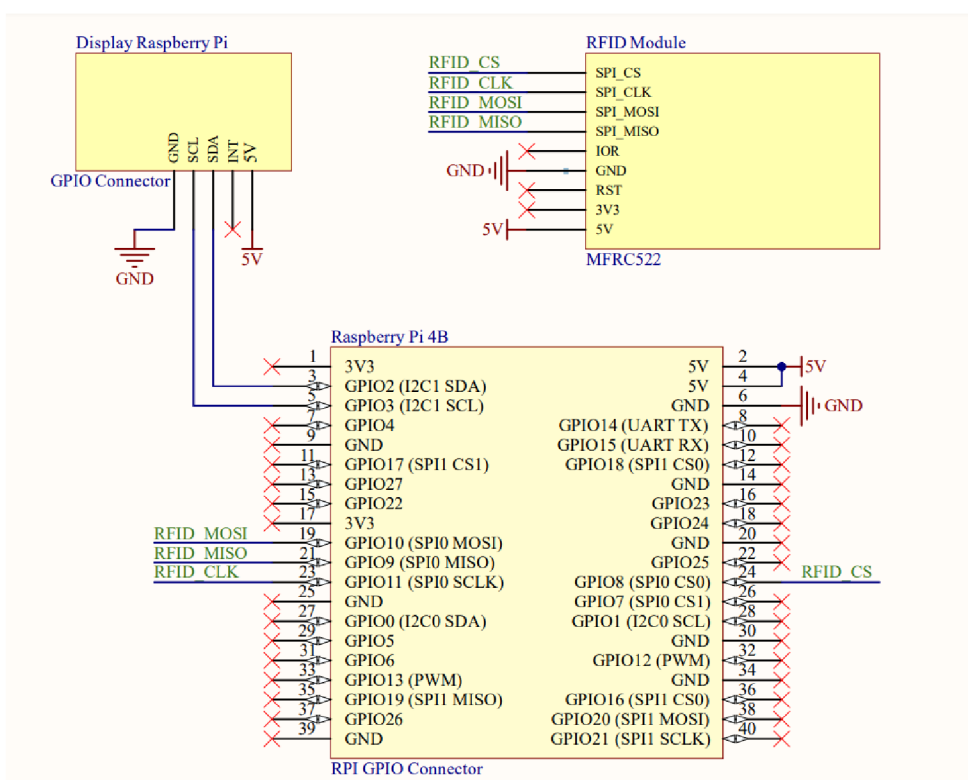 Display Raspberry Pi
GND
SCL
SDA
INT
5V
GPIO Connector
GND
5V
RFID Module
RFID_CS
SPI_CS
RFID_CLK
SPI_CLK
RFID_MOSI
SPI_MOSI
RFID_MISO
SPI_MISO
IOR
GND
GND
RST
3V3
5V
5V
MFRC522
Raspberry Pi 4B
1 3V3 5V 2 5V
3 GPIO2 (I2C1 SDA) 5V 4
5 GPIO3 (I2C1 SCL) GND 6 GND
7 GPIO4 GPIO14 (UART TX) 8
9 GND GPIO15 (UART RX) 10
11 GPIO17 (SPI1 CS1) GPIO18 (SPI1 CS0) 12
13 GPIO27 GND 14
15 GPIO22 GPIO23 16
17 3V3 GPIO24 18
RFID_MOSI 19 GPIO10 (SPI0 MOSI) GND 20
RFID_MISO 21 GPIO9 (SPI0 MISO) GPIO25 22
RFID_CLK 23 GPIO11 (SPI0 SCLK) GPIO8 (SPI0 CS0) 24 RFID_CS
25 GND GPIO7 (SPI0 CS1) 26
27 GPIO0 (I2C0 SDA) GPIO1 (I2C0 SCL) 28
29 GPIO5 GND 30
31 GPIO6 GPIO12 (PWM) 32
33 GPIO13 (PWM) GND 34
35 GPIO19 (SPI1 MISO) GPIO16 (SPI1 CS0) 36
37 GPIO26 GPIO20 (SPI1 MOSI) 38
39 GND GPIO21 (SPI1 SCLK) 40
RPI GPIO Connector